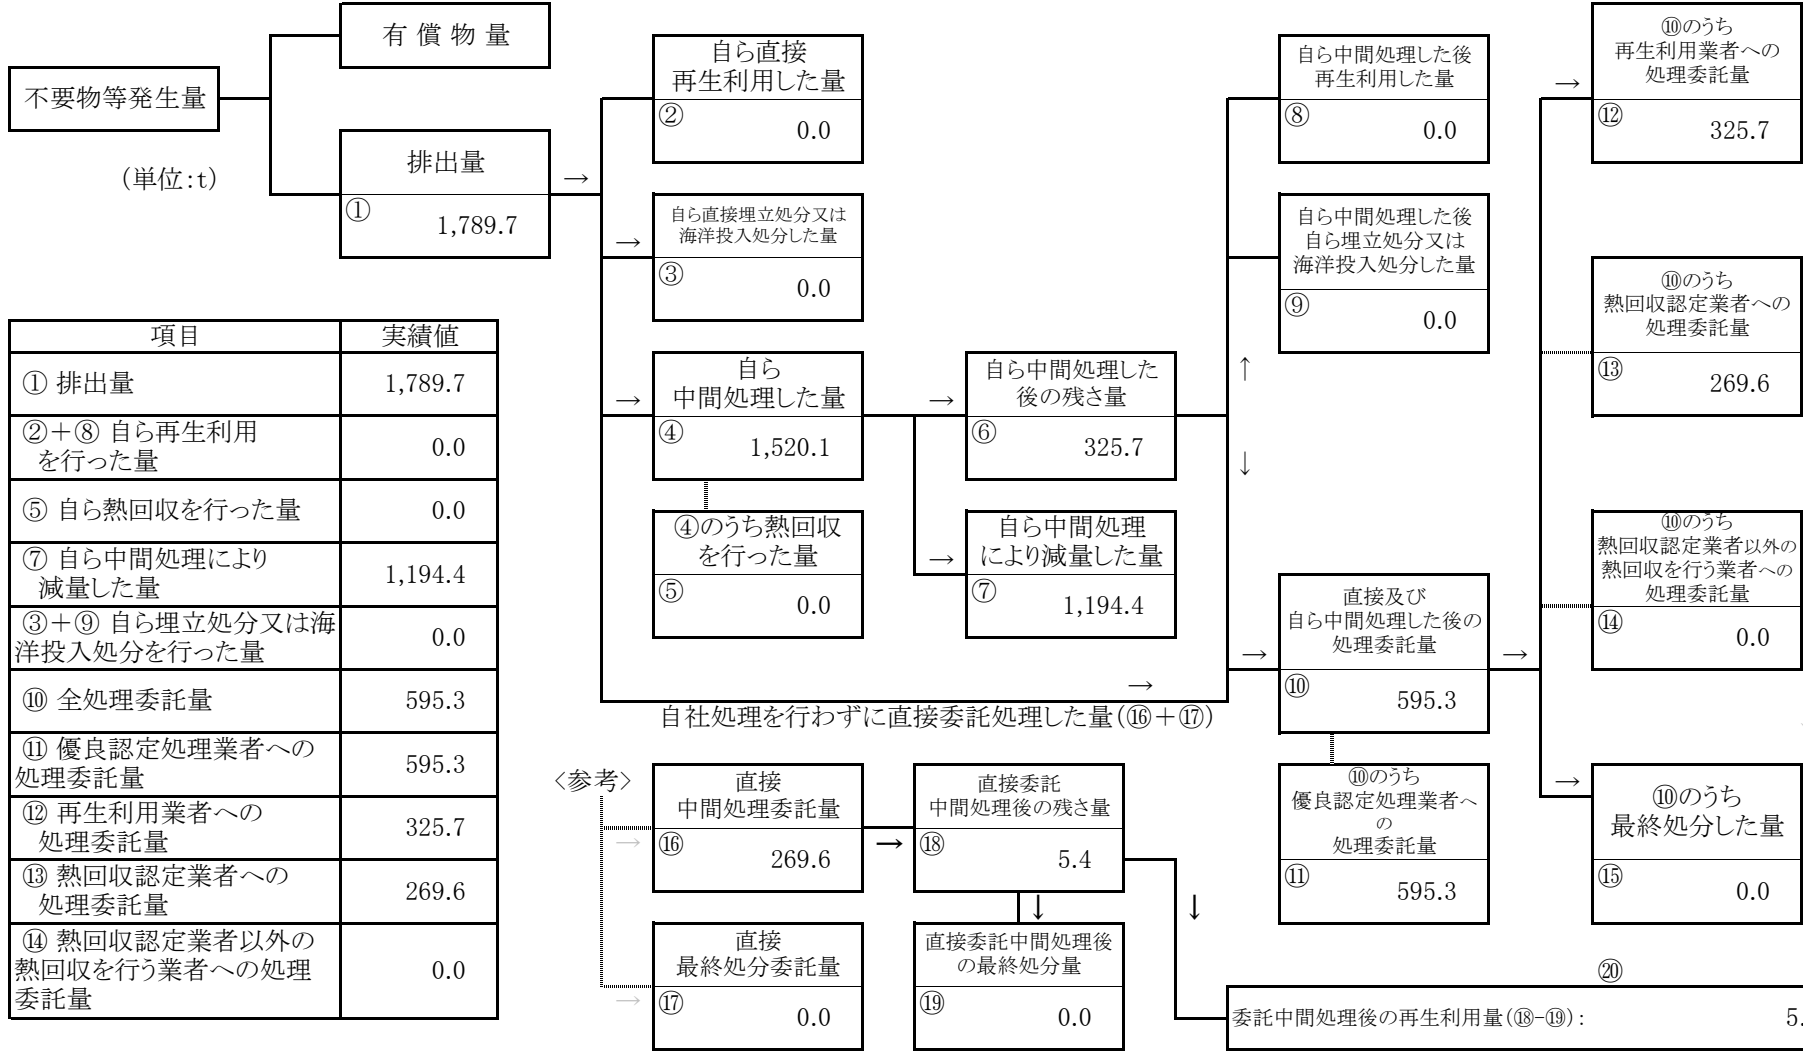 不要物等発生量
(単位:t)
有 償 物 量
排出量
→
①
1,789.7
自ら直接
再生利用した量
②
0.0
自ら直接埋立処分又は
海洋投入処分した量
→
③
0.0
自ら
中間処理した量
→
④
1,520.1
④のうち熱回収
を行った量
⑤
0.0
自ら中間処理した
後の残さ量
→
⑥
325.7
自ら中間処理
により減量した量
→
⑦
1,194.4
自ら中間処理した後
再生利用した量
⑧
0.0
自ら中間処理した後
自ら埋立処分又は
海洋投入処分した量
⑨
0.0
↑
↓
直接及び
自ら中間処理した後の
処理委託量
→
→
⑩
595.3
→
自社処理を行わずに直接委託処理した量(⑯+⑰)
⑩のうち
優良認定処理業者へ
の
処理委託量
⑪
595.3
⑩のうち
再生利用業者への
処理委託量
→
⑫
325.7
⑩のうち
熱回収認定業者への
処理委託量
⑬
269.6
⑩のうち
熱回収認定業者以外の
熱回収を行う業者への
処理委託量
⑭
0.0
→
⑩のうち
最終処分した量
⑮
0.0
項目 実績値
① 排出量 1,789.7
②+⑧ 自ら再生利用
を行った量 0.0
⑤ 自ら熱回収を行った量 0.0
⑦ 自ら中間処理により
減量した量 1,194.4
③+⑨ 自ら埋立処分又は海
洋投入処分を行った量 0.0
⑩ 全処理委託量 595.3
⑪ 優良認定処理業者への
処理委託量 595.3
⑫ 再生利用業者への
処理委託量 325.7
⑬ 熱回収認定業者への
処理委託量 269.6
⑭ 熱回収認定業者以外の
熱回収を行う業者への処理
委託量 0.0
<参考>
直接
中間処理委託量
→
⑯
269.6
→
直接委託
中間処理後の残さ量
⑱
5.4
↓
↓
直接
最終処分委託量
→
⑰
0.0
直接委託中間処理後
の最終処分量
⑲
0.0
⑳
委託中間処理後の再生利用量(⑱-⑲):
5.